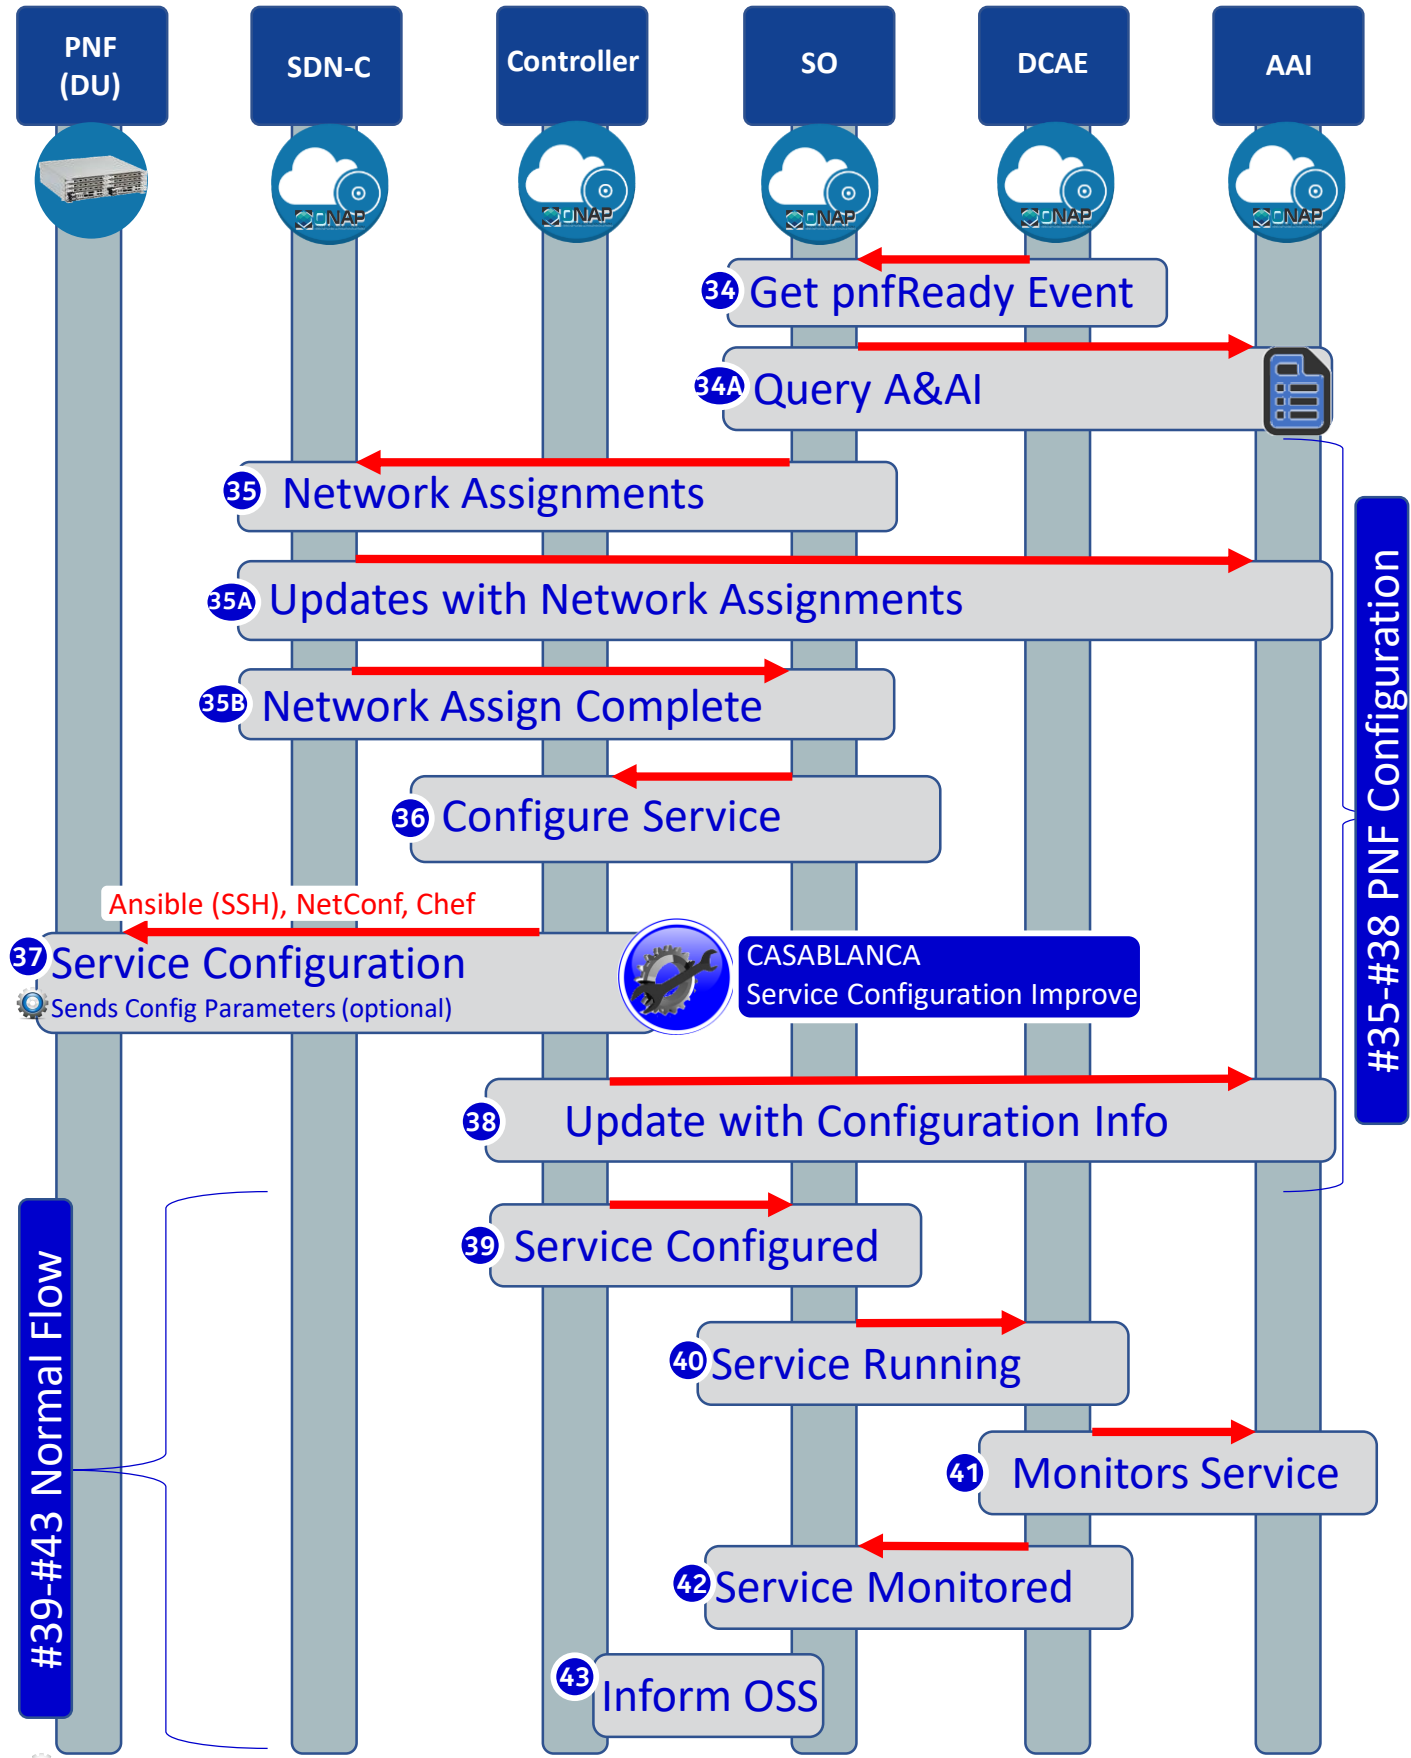 PNF
(DU)
SDN-C
Controller
SO
DCAE
AAI
ONAP
ONAP
ONAP
ONAP
ONAP
34 Get pnfReady Event
34A Query A&AI
35 Network Assignments
35A Updates with Network Assignments
35B Network Assign Complete
36 Configure Service
Ansible (SSH), NetConf, Chef
37 Service Configuration
Sends Config Parameters (optional)
CASABLANCA
Service Configuration Improve
38 Update with Configuration Info
#35-#38 PNF Configuration
39 Service Configured
40 Service Running
41 Monitors Service
42 Service Monitored
43 Inform OSS
#39-#43 Normal Flow